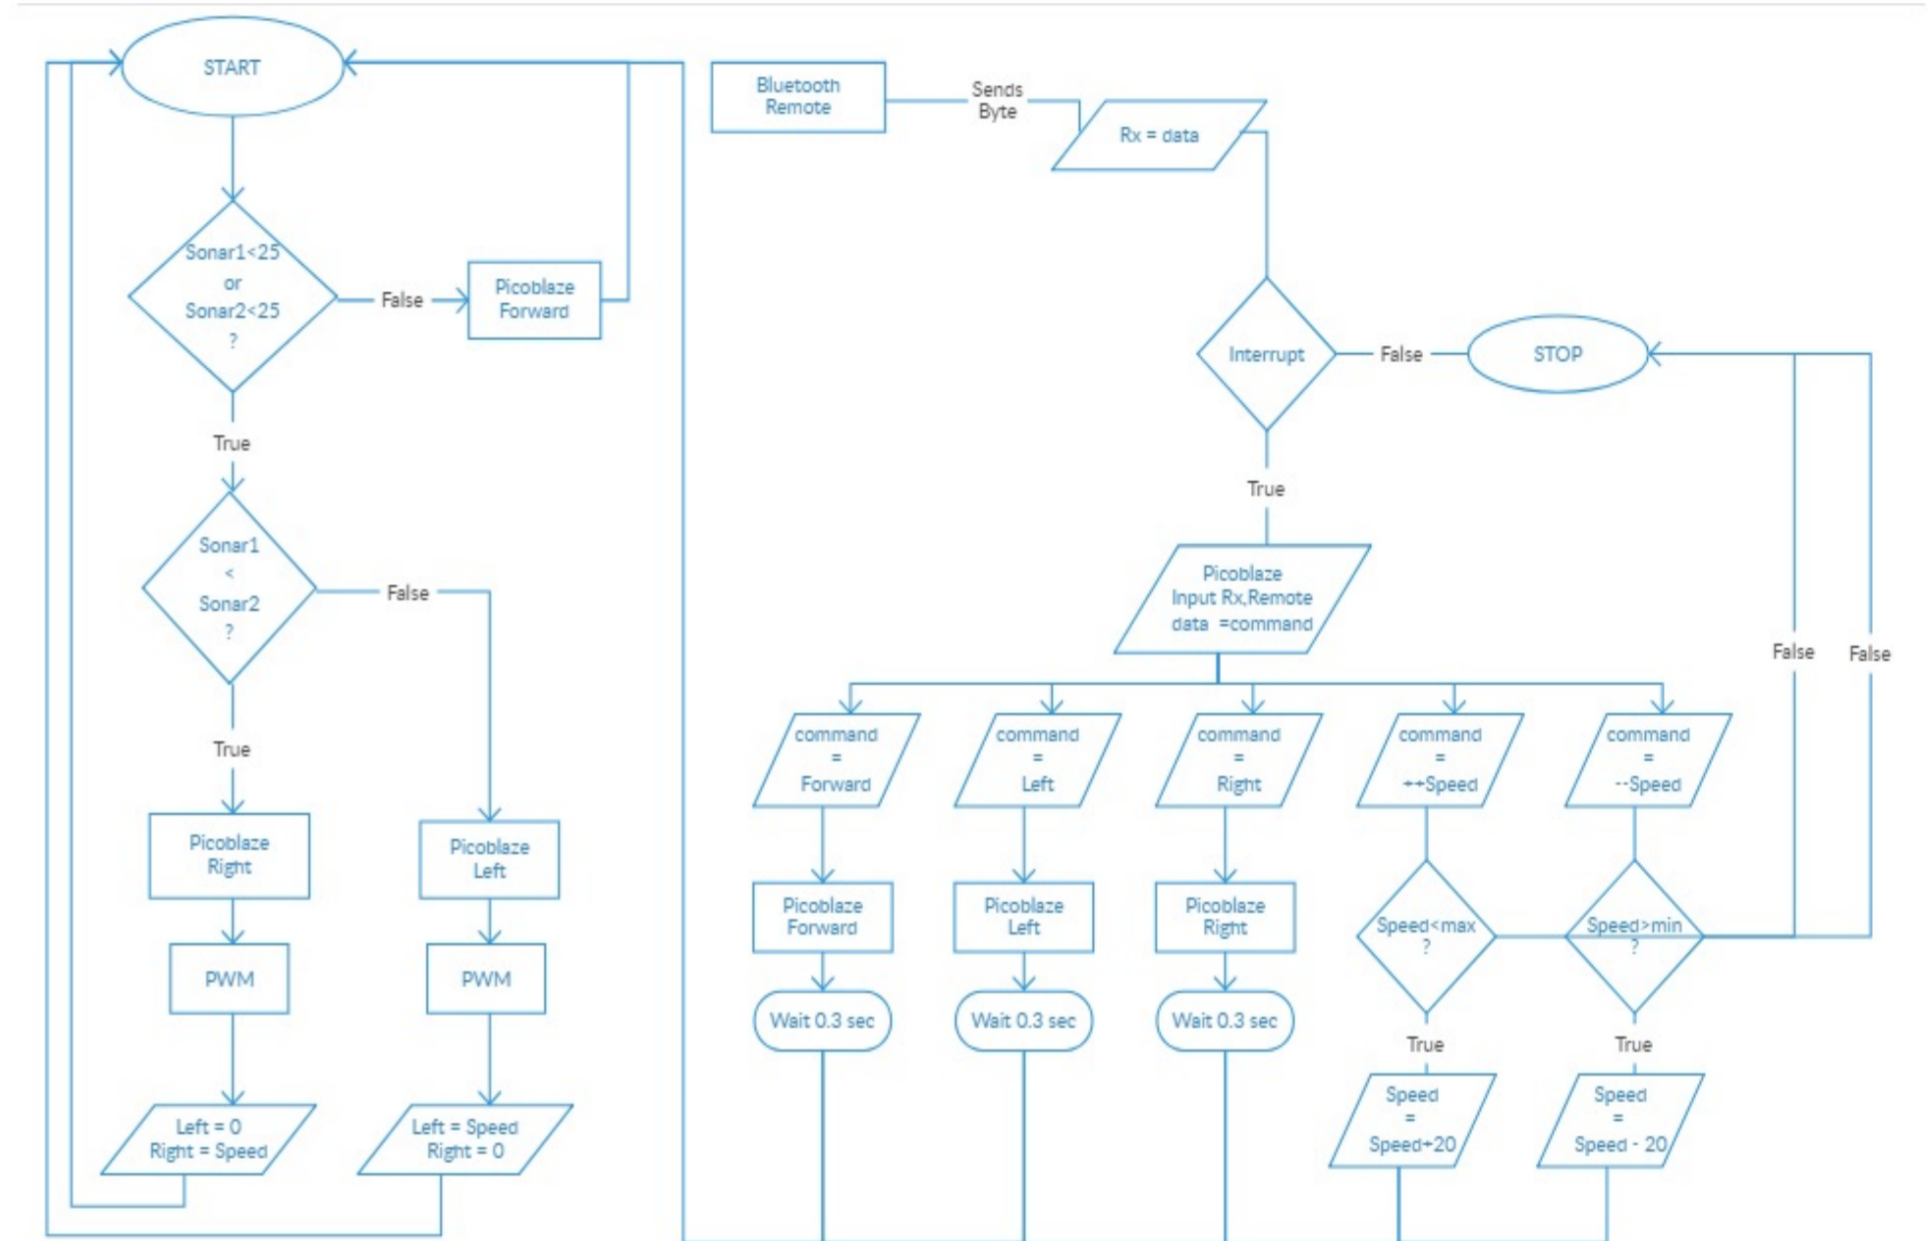 START
Sonar1<25
or
Sonar2<25
?
False
Picoblaze
Forward
True
Sonar1
<
Sonar2
?
False
True
Picoblaze
Right
Picoblaze
Left
PWM
PWM
Left = 0
Right = Speed
Left = Speed
Right = 0
Bluetooth
Remote
Sends
Byte
Rx = data
Interrupt
False
STOP
True
Picoblaze
Input Rx,Remote
data =command
command
=
Forward
command
=
Left
command
=
Right
command
=
++Speed
command
=
--Speed
False
False
Picoblaze
Forward
Picoblaze
Left
Picoblaze
Right
Speed<max
?
Speed>min
?
Wait 0.3 sec
Wait 0.3 sec
Wait 0.3 sec
True
True
Speed
=
Speed+20
Speed
=
Speed - 20